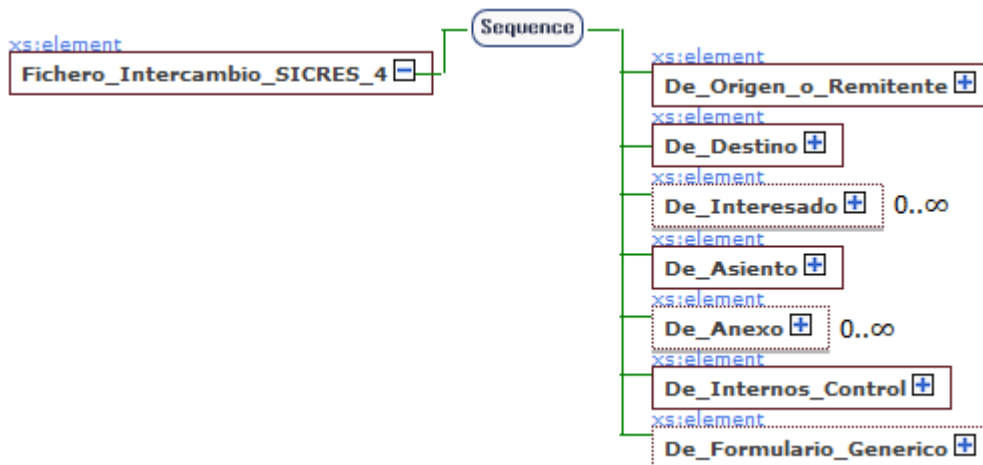 Sequence
xs:element
Fichero_Intercambio_SICRES_4
xs:element
De_Origen_o_Remitente
xs:element
De_Destino
xs:element
De_Interesado 0..∞
xs:element
De_Asiento
xs:element
De_Anexo 0..∞
xs:element
De_Internos_Control
xs:element
De_Formulario_Generico